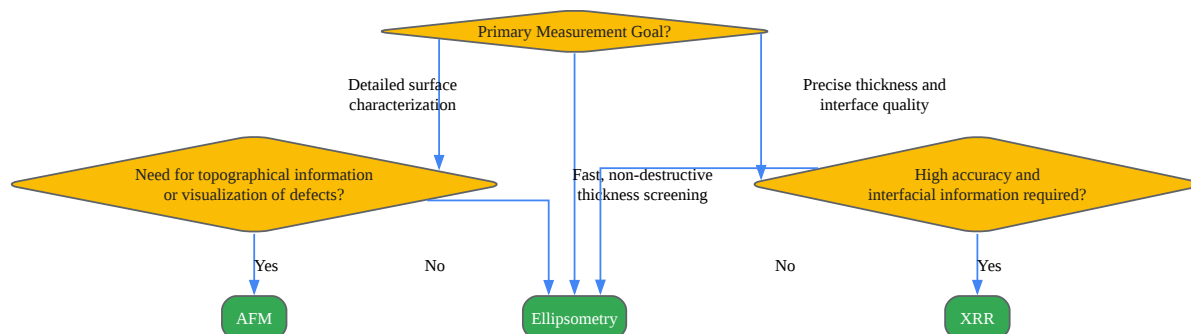 Primary Measurement Goal?
Detailed surface
characterization
Precise thickness and
interface quality
Need for topographical information
or visualization of defects?
Fast, non-destructive
thickness screening
High accuracy and
interfacial information required?
Yes
No
No
Yes
AFM
Ellipsometry
XRR